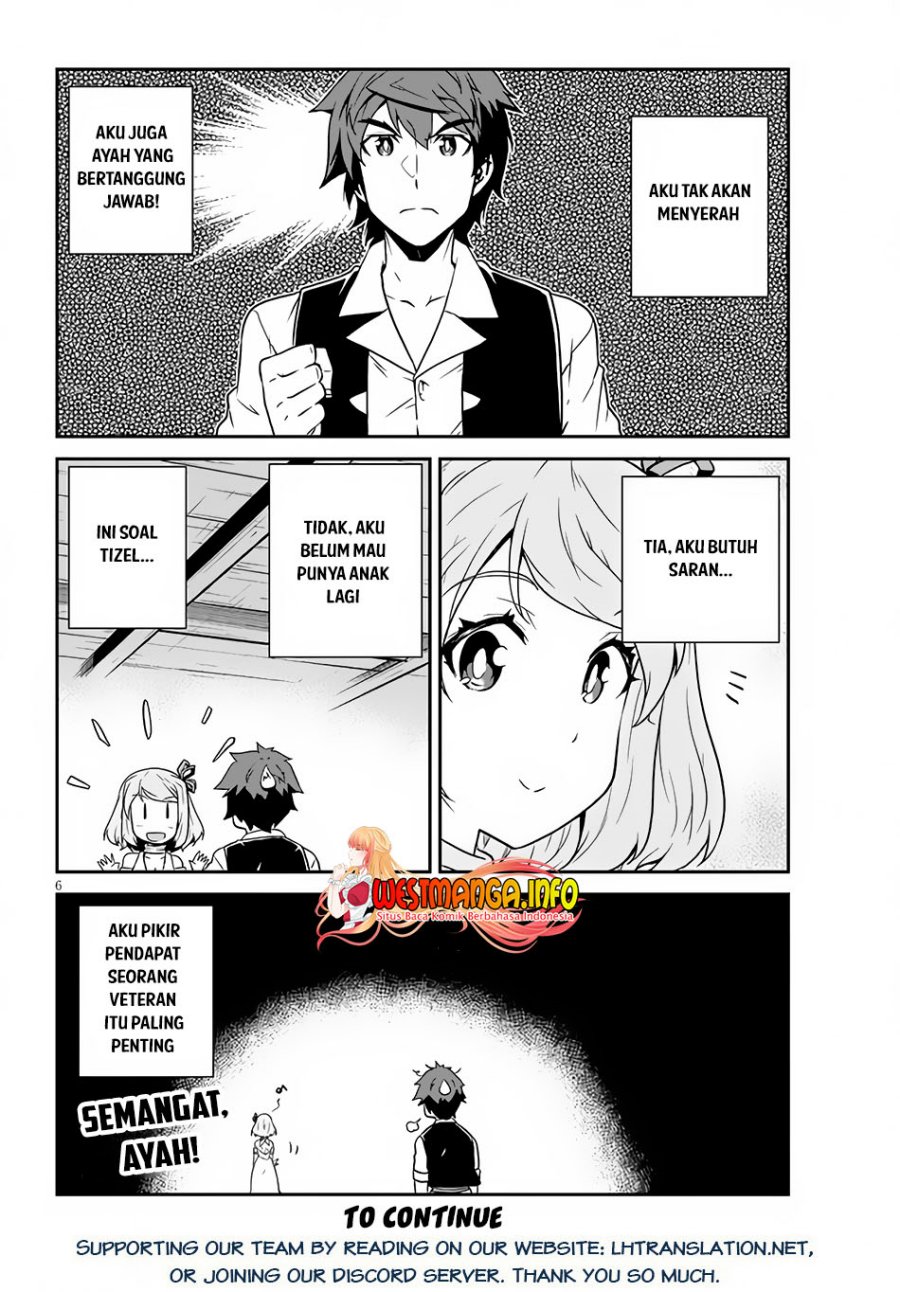 AKU TAK AKAN
MENYERAH
AKU JUGA
AYAH YANG
BERTANGGUNG
JAWAB!
TIA, AKU BUTUH
SARAN...
TIDAK, AKU
BELUM MAU
PUNYA ANAK
LAGI
INI SOAL
TIZEL...
6
WESTMANGA.INFO
Situs Baca Komik Berbahasa Indonesia
AKU PIKIR
PENDAPAT
SEORANG
VETERAN
ITU PALING
PENTING
SEMANGAT,
AYAH!
TO CONTINUE
SUPPORTING OUR TEAM BY READING ON OUR WEBSITE: LHTRANSLATION.NET,
OR JOINING OUR DISCORD SERVER. THANK YOU SO MUCH.